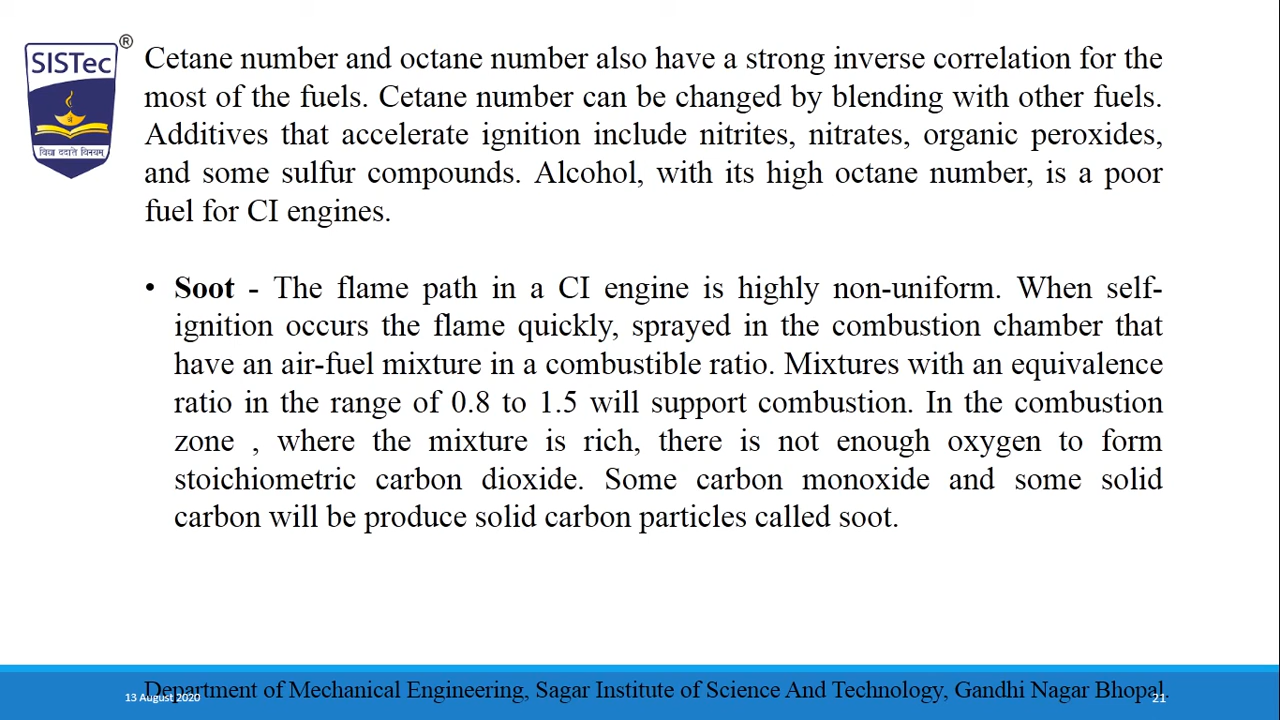 SISTec
®
विद्या ददाति विनयम्
Cetane number and octane number also have a strong inverse correlation for the
most of the fuels. Cetane number can be changed by blending with other fuels.
Additives that accelerate ignition include nitrites, nitrates, organic peroxides,
and some sulfur compounds. Alcohol, with its high octane number, is a poor
fuel for CI engines.
• Soot - The flame path in a CI engine is highly non-uniform. When self-
ignition occurs the flame quickly, sprayed in the combustion chamber that
have an air-fuel mixture in a combustible ratio. Mixtures with an equivalence
ratio in the range of 0.8 to 1.5 will support combustion. In the combustion
zone , where the mixture is rich, there is not enough oxygen to form
stoichiometric carbon dioxide. Some carbon monoxide and some solid
carbon will be produce solid carbon particles called soot.
Department of Mechanical Engineering, Sagar Institute of Science And Technology, Gandhi Nagar Bhopal.
13 August 2020
21